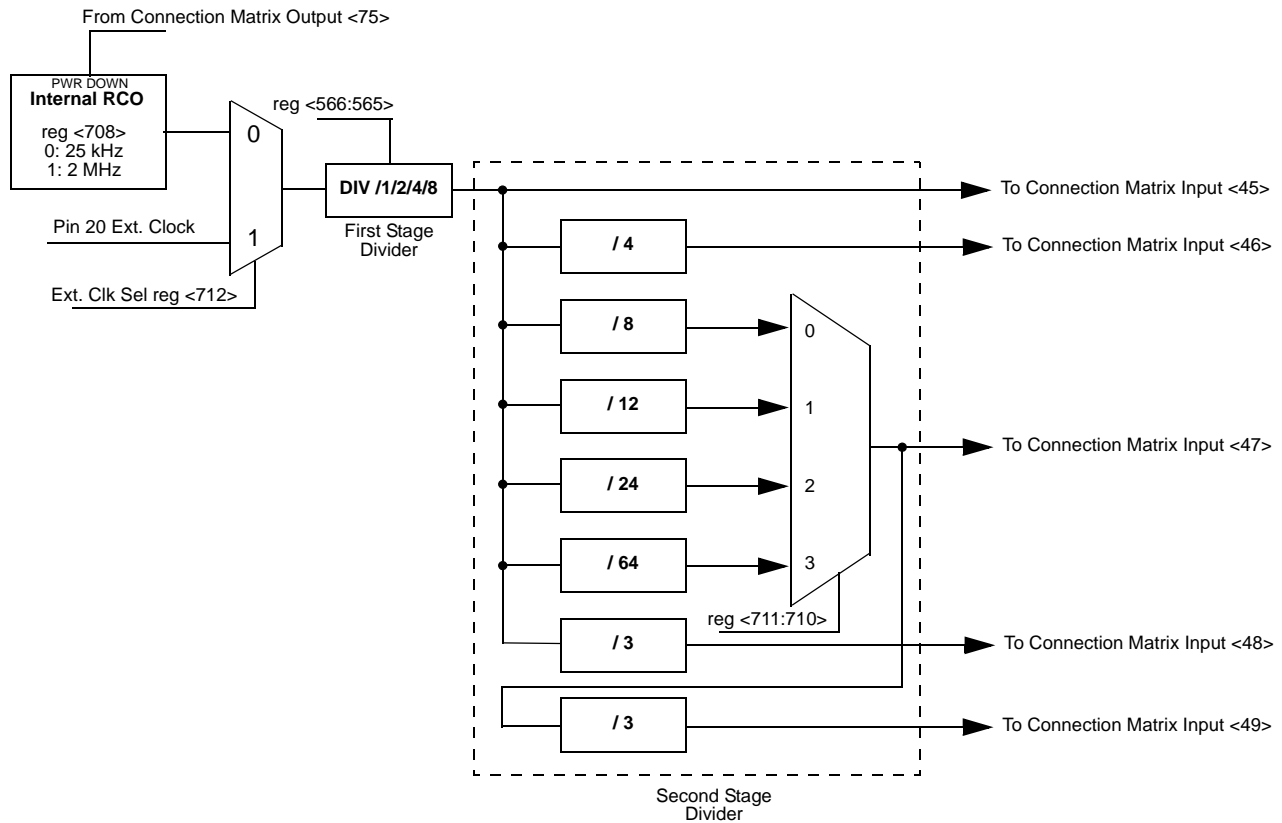 From Connection Matrix Output <75>
PWR DOWN
Internal RCO
reg <708>
0: 25 kHz
1: 2 MHz
0
1
Pin 20 Ext. Clock
Ext. Clk Sel reg <712>
reg <566:565>
DIV /1/2/4/8
First Stage
Divider
To Connection Matrix Input <45>
/ 4
To Connection Matrix Input <46>
/ 8
0
/ 12
1
To Connection Matrix Input <47>
/ 24
2
/ 64
3
reg <711:710>
/ 3
To Connection Matrix Input <48>
/ 3
To Connection Matrix Input <49>
Second Stage
Divider